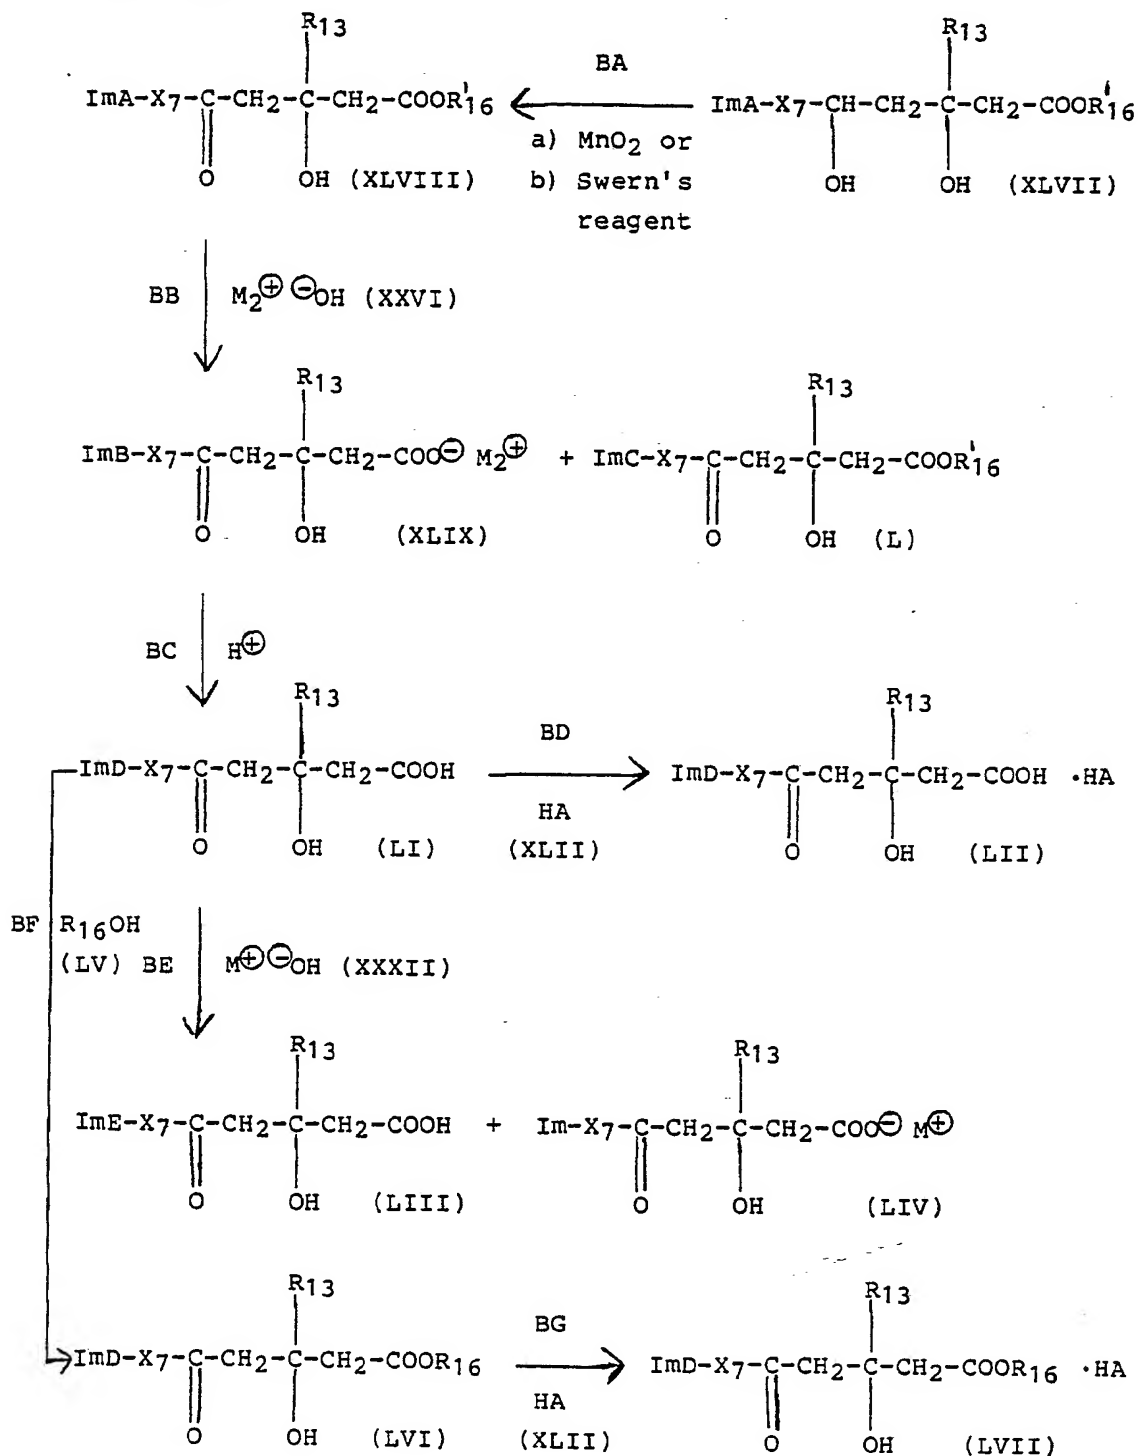 R13 R13
ImA-X7-C-CH2-C-CH2-COOR'16 BA ImA-X7-CH-CH2-C-CH2-COOR'16
a) MnO2 or
O OH (XLVIII) b) Swern's OH OH (XLVII)
reagent
BB M2⊕ ⊖OH (XXVI)
R13 R13
ImB-X7-C-CH2-C-CH2-COO⊖ M2⊕ + ImC-X7-C-CH2-C-CH2-COOR'16
O OH (XLIX) O OH (L)
BC H⊕
R13 R13
ImD-X7-C-CH2-C-CH2-COOH BD ImD-X7-C-CH2-C-CH2-COOH ·HA
HA
O OH (LI) (XLII) O OH (LII)
BF R16OH
(LV) BE M⊕ ⊖OH (XXXII)
R13 R13
ImE-X7-C-CH2-C-CH2-COOH + Im-X7-C-CH2-C-CH2-COO⊖ M⊕
O OH (LIII) O OH (LIV)
R13 R13
ImD-X7-C-CH2-C-CH2-COOR16 BG ImD-X7-C-CH2-C-CH2-COOR16 ·HA
HA
O OH (LVI) (XLII) O OH (LVII)